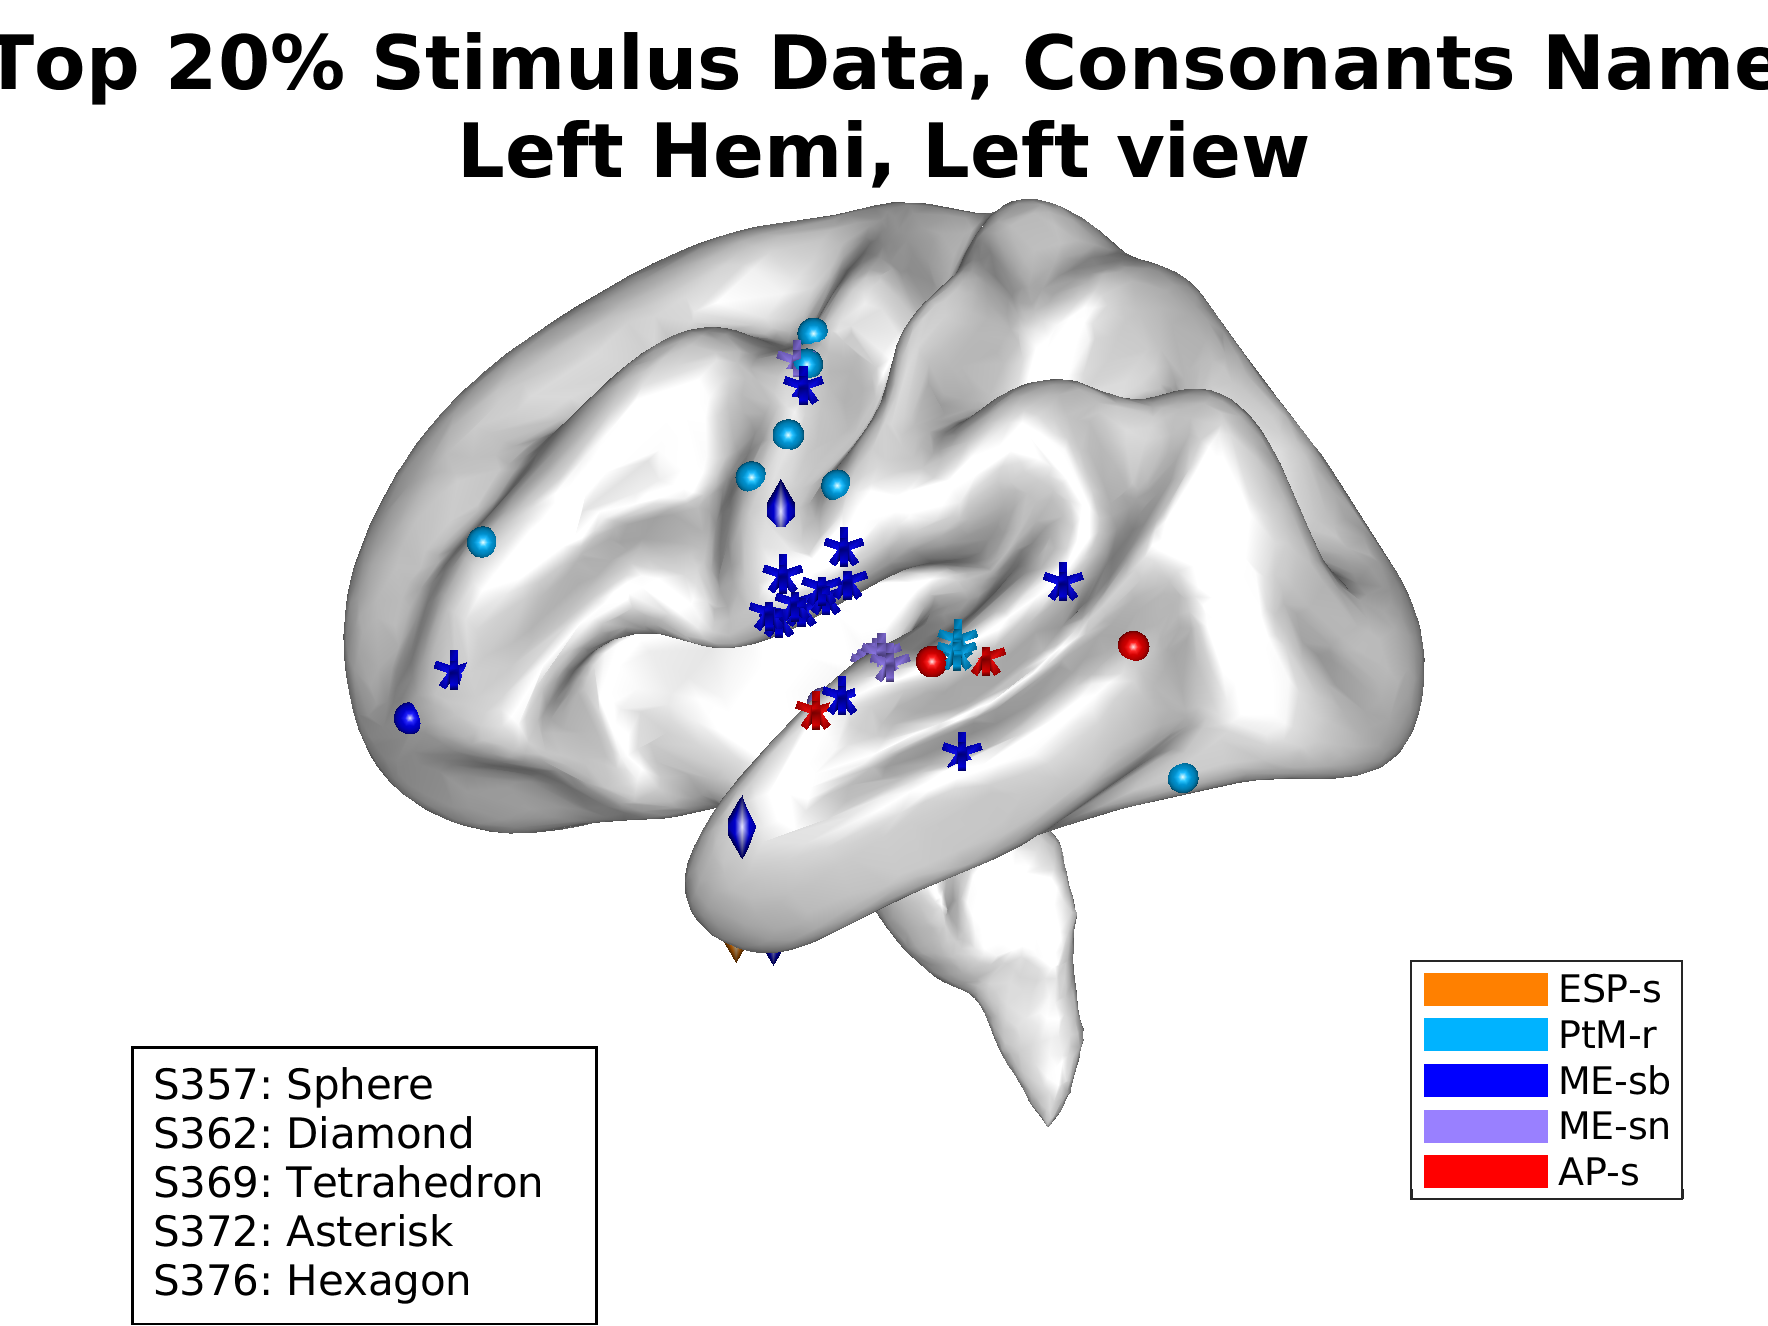 Top 20% Stimulus Data, Consonants Name
Left Hemi, Left view
S357: Sphere
S362: Diamond
S369: Tetrahedron
S372: Asterisk
S376: Hexagon
ESP-s
PtM-r
ME-sb
ME-sn
AP-s